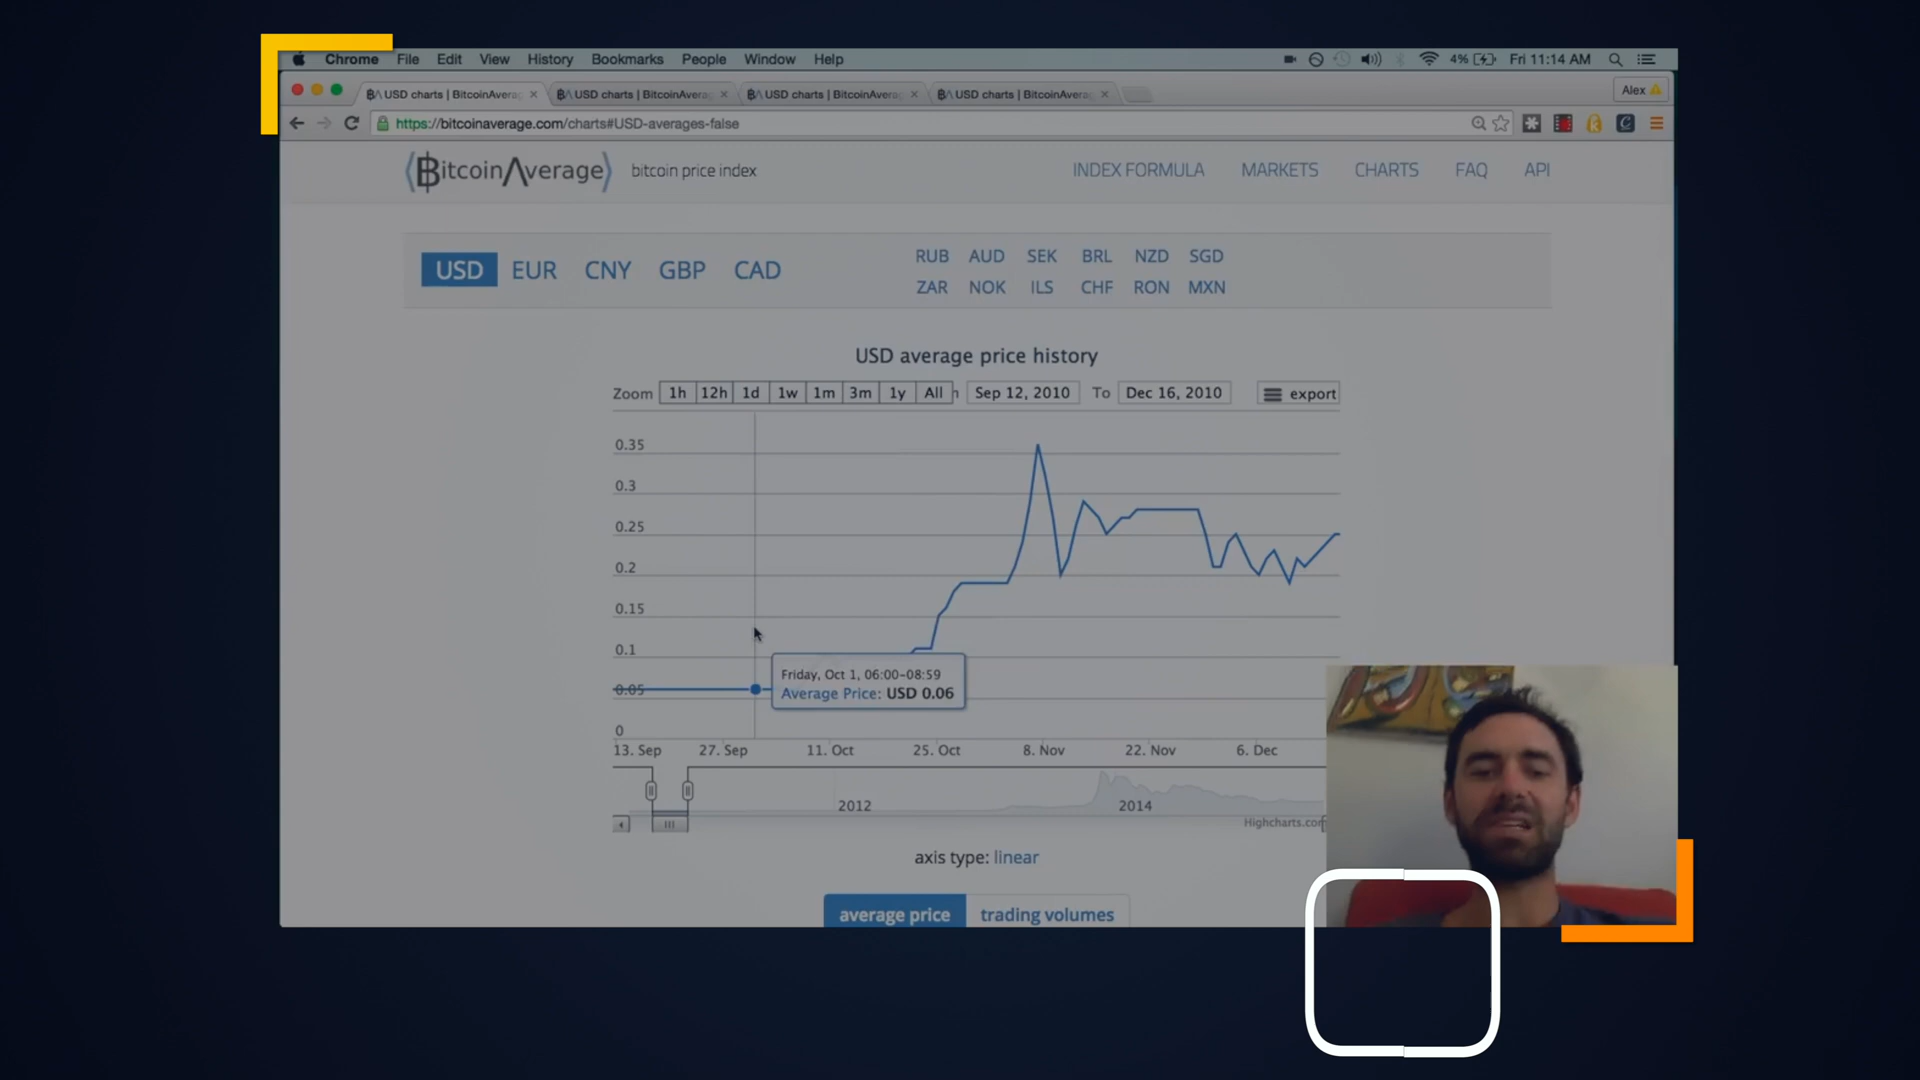 Chrome File Edit View History Bookmarks People Window Help 4% Fri 11:14 AM
USD charts | BitcoinAverag USD charts | BitcoinAverag USD charts | BitcoinAverag USD charts | BitcoinAverag Alex
https://bitcoinaverage.com/charts#USD-averages-false
BitcoinAverage bitcoin price index INDEX FORMULA MARKETS CHARTS FAQ API
USD EUR CNY GBP CAD
RUB AUD SEK BRL NZD SGD
ZAR NOK ILS CHF RON MXN
USD average price history
Zoom 1h 12h 1d 1w 1m 3m 1y All Sep 12, 2010 To Dec 16, 2010 export
0.35
0.3
0.25
0.2
0.15
0.1
Friday, Oct 1, 06:00-08:59
0.05 Average Price: USD 0.06
0
13. Sep 27. Sep 11. Oct 25. Oct 8. Nov 22. Nov 6. Dec
2012 2014
Highcharts.com
axis type: linear
average price trading volumes